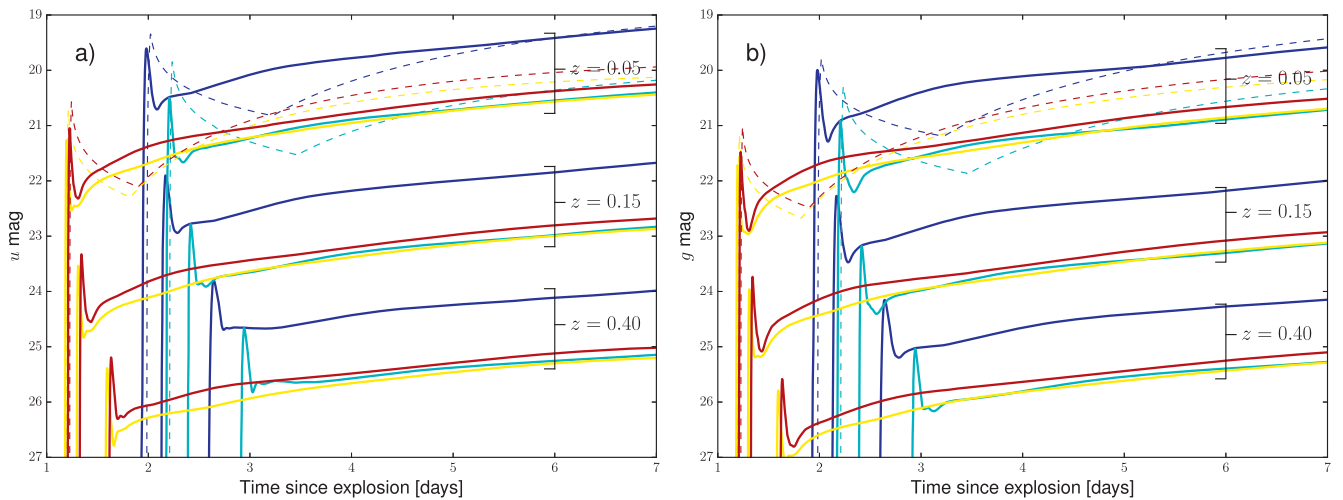 a)
19
20
21
22
23
24
25
26
27
u mag
z = 0.05
z = 0.15
z = 0.40
1 2 3 4 5 6 7
Time since explosion [days]
b)
19
20
21
22
23
24
25
26
27
g mag
z = 0.05
z = 0.15
z = 0.40
1 2 3 4 5 6 7
Time since explosion [days]